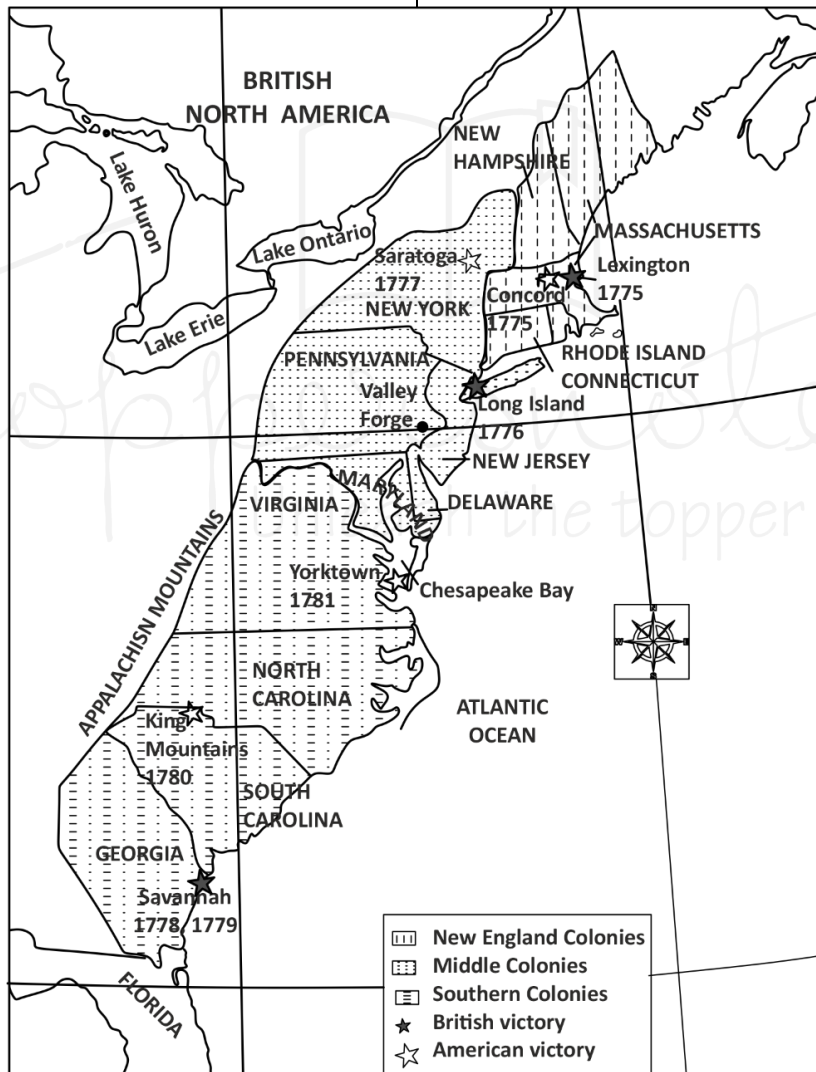 BRITISH
NORTH AMERICA
NEW
HAMPSHIRE
Lake Huron
MASSACHUSETTS
Lake Ontario
Saratoga
1777
Lexington
1775
Concord
1775
NEW YORK
Lake Erie
PENNSYLVANIA
RHODE ISLAND
CONNECTICUT
Valley
Forge
Long Island
1776
NEW JERSEY
MARYLAND
VIRGINIA
DELAWARE
APPALACHISN MOUNTAINS
Yorktown
1781
Chesapeake Bay
NORTH
CAROLINA
ATLANTIC
OCEAN
King
Mountains
1780
SOUTH
CAROLINA
GEORGIA
Savannah
1778, 1779
FLORIDA
New England Colonies
Middle Colonies
Southern Colonies
British victory
American victory
the topper